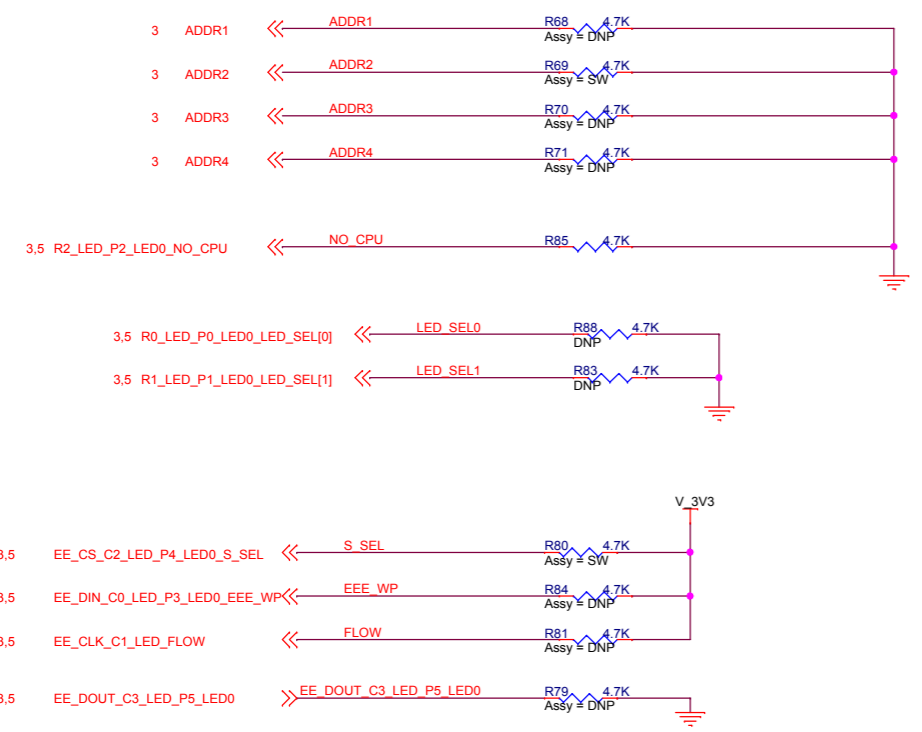 3 ADDR1 ADDR1 R68 4.7K
Assy = DNP
3 ADDR2 ADDR2 R69 4.7K
Assy = SW
3 ADDR3 ADDR3 R70 4.7K
Assy = DNP
3 ADDR4 ADDR4 R71 4.7K
Assy = DNP
3,5 R2_LED_P2_LED0_NO_CPU NO_CPU R85 4.7K
3,5 R0_LED_P0_LED0_LED_SEL[0] LED_SEL0 R88 4.7K
DNP
3,5 R1_LED_P1_LED0_LED_SEL[1] LED_SEL1 R83 4.7K
DNP
V_3V3
3,5 EE_CS_C2_LED_P4_LED0_S_SEL S_SEL R80 4.7K
Assy = SW
3,5 EE_DIN_C0_LED_P3_LED0_EEE_WP EEE_WP R84 4.7K
Assy = DNP
3,5 EE_CLK_C1_LED_FLOW FLOW R81 4.7K
Assy = DNP
3,5 EE_DOUT_C3_LED_P5_LED0 EE_DOUT_C3_LED_P5_LED0 R79 4.7K
Assy = DNP